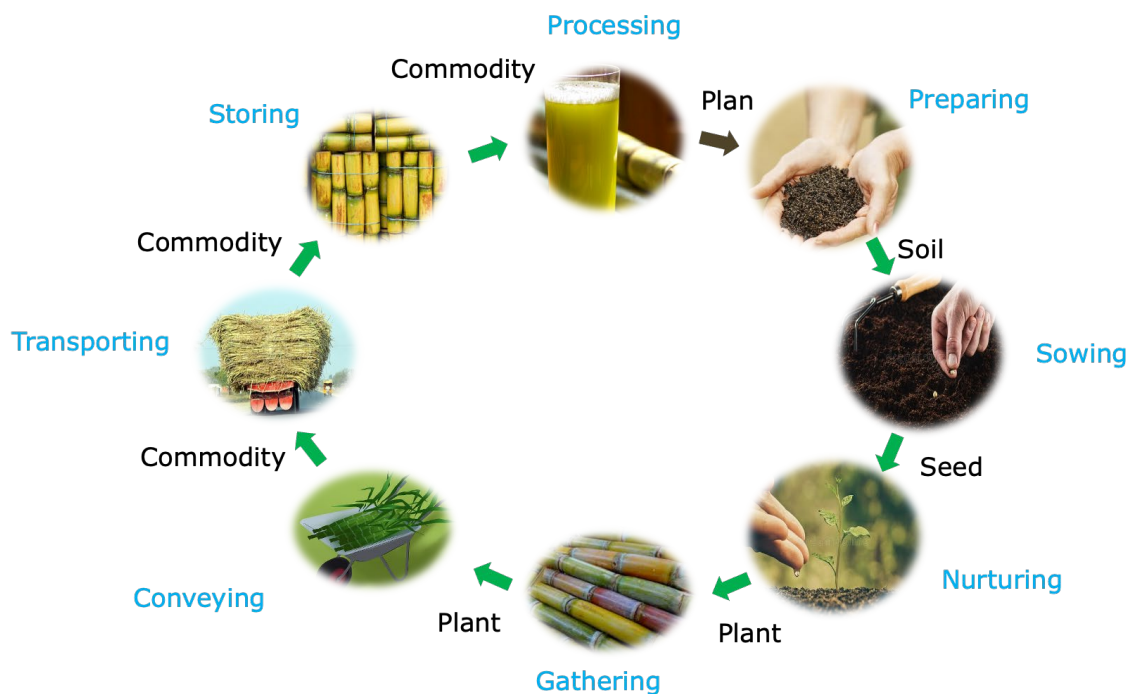 Processing
Commodity
Plan
Preparing
Storing
Soil
Commodity
Transporting
Sowing
Commodity
Seed
Nurturing
Conveying
Plant
Plant
Gathering